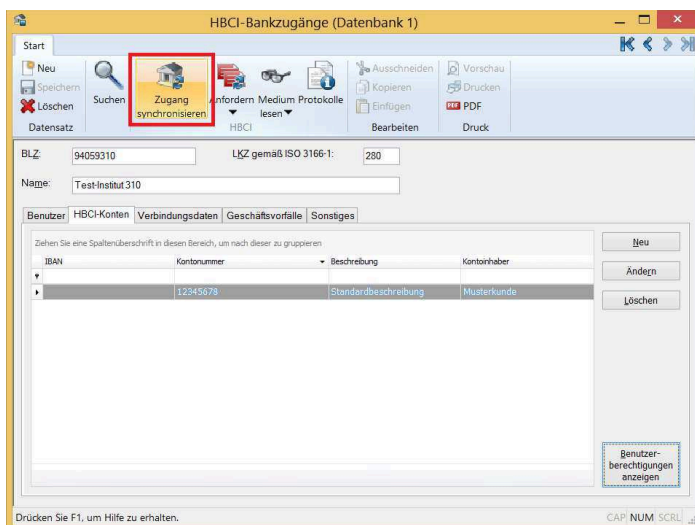 HBCI-Bankzugänge (Datenbank 1)
Start
Neu
Speichern
Löschen
Datensatz
Suchen
Zugang synchronisieren
Anfordern
Medium lesen
Protokolle
HBCI
Ausschneiden
Kopieren
Einfügen
Bearbeiten
Vorschau
Drucken
PDF PDF
Druck
BLZ: 94059310 LKZ gemäß ISO 3166-1: 280
Name: Test-Institut 310
Benutzer HBCI-Konten Verbindungsdaten Geschäftsvorfälle Sonstiges
Ziehen Sie eine Spaltenüberschrift in diesen Bereich, um nach dieser zu gruppieren
IBAN Kontonummer Beschreibung Kontoinhaber
12345678 Standardbeschreibung Musterkunde
Neu
Ändern
Löschen
Benutzer-
berechtigungen
anzeigen
Drücken Sie F1, um Hilfe zu erhalten. CAP NUM SCRL